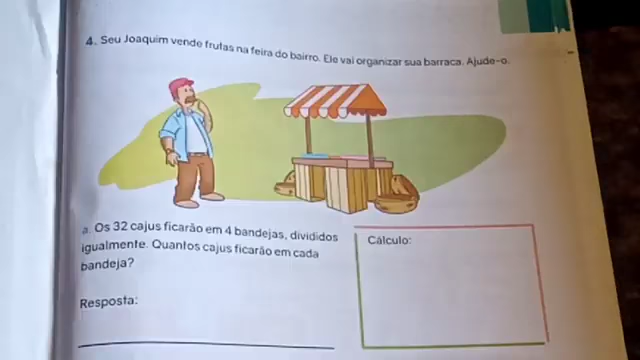 4. Seu Joaquim vende frutas na feira do bairro. Ele vai organizar sua barraca. Ajude-o.
a. Os 32 cajus ficarão em 4 bandejas, divididos
igualmente. Quantos cajus ficarão em cada
bandeja?
Cálculo:
Resposta: